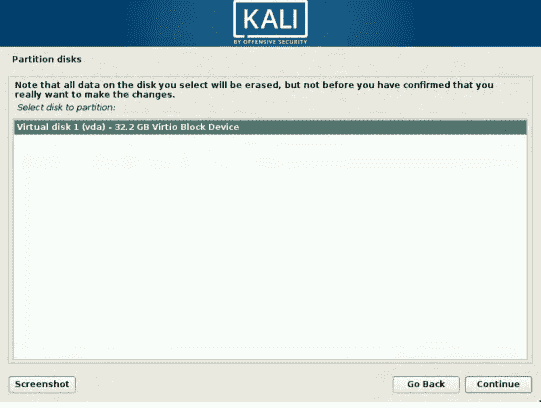 KALI
BY OFFENSIVE SECURITY
Partition disks
Note that all data on the disk you select will be erased, but not before you have confirmed that you
really want to make the changes.
Select disk to partition:
Virtual disk 1 (vda) - 32.2 GB Virtio Block Device
Screenshot
Go Back
Continue